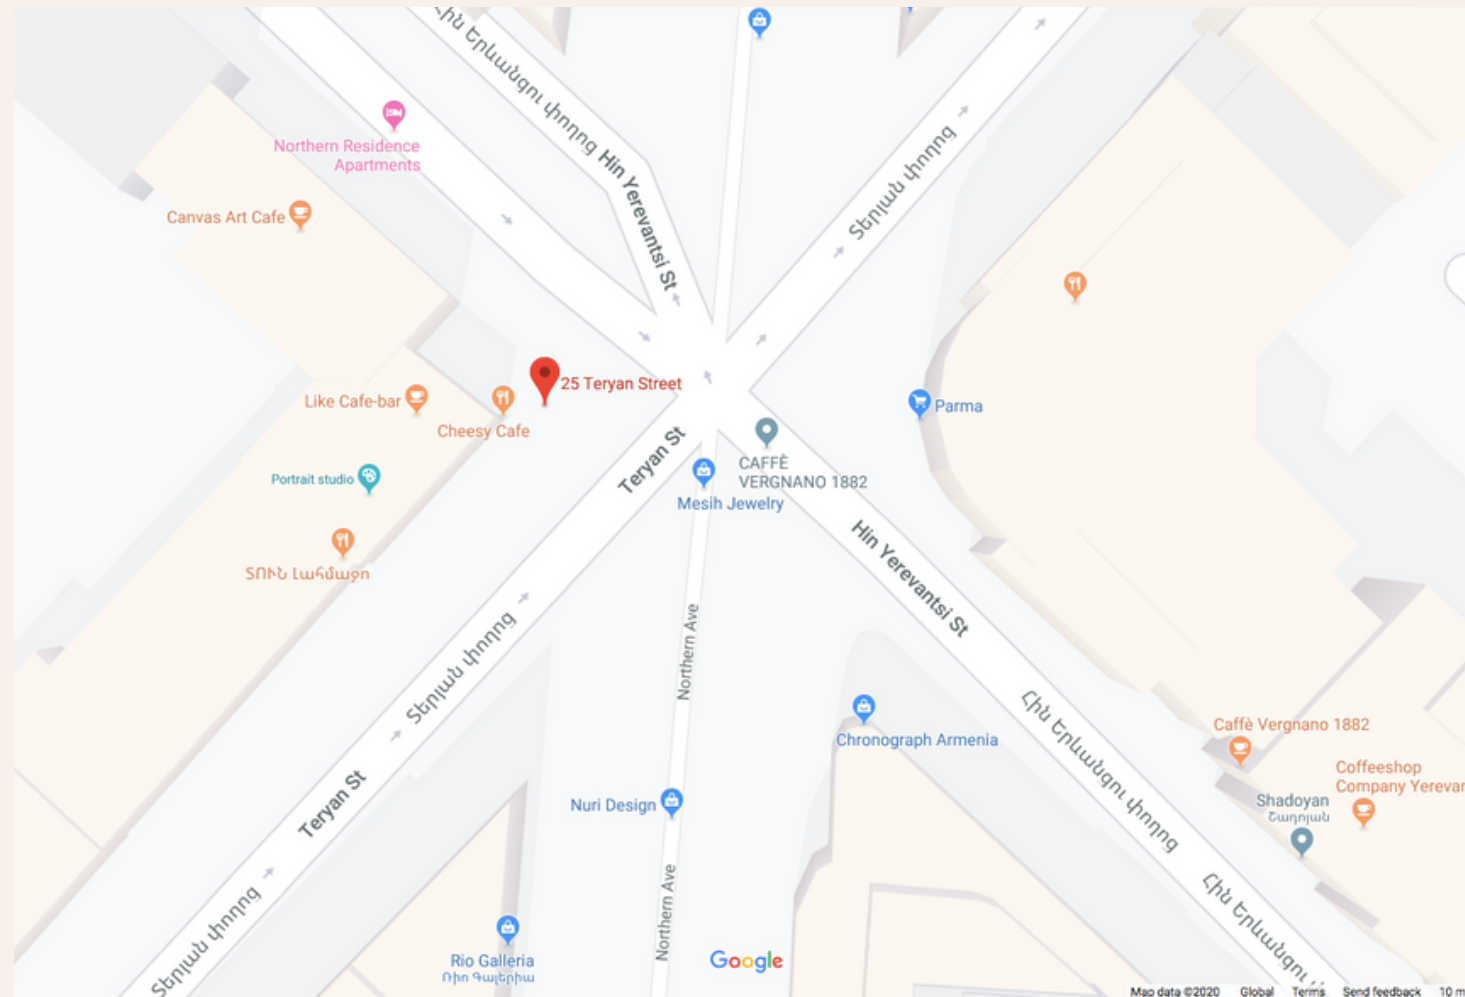 Հին Երևանցու փողոց
Hin Yerevantsi St
Northern Residence
Apartments
Canvas Art Cafe
Տերյան փողոց
25 Teryan Street
Like Cafe-bar
Cheesy Cafe
Parma
Teryan St
CAFFÈ
VERGNANO 1882
Portrait studio
Mesih Jewelry
Hin Yerevantsi St
ՏՈՒՆ Լահմաջո
Տերյան փողոց
Northern Ave
Chronograph Armenia
Հին Երևանցու փողոց
Caffè Vergnano 1882
Coffeeshop
Company Yerevan
Nuri Design
Shadoyan
Շադոյան
Teryan St
Northern Ave
Տերյան փողոց
Հին Երևանցու
Rio Galleria
Ռիո Գալերիա
Google
Map data ©2020 Global Terms Send feedback 10 m